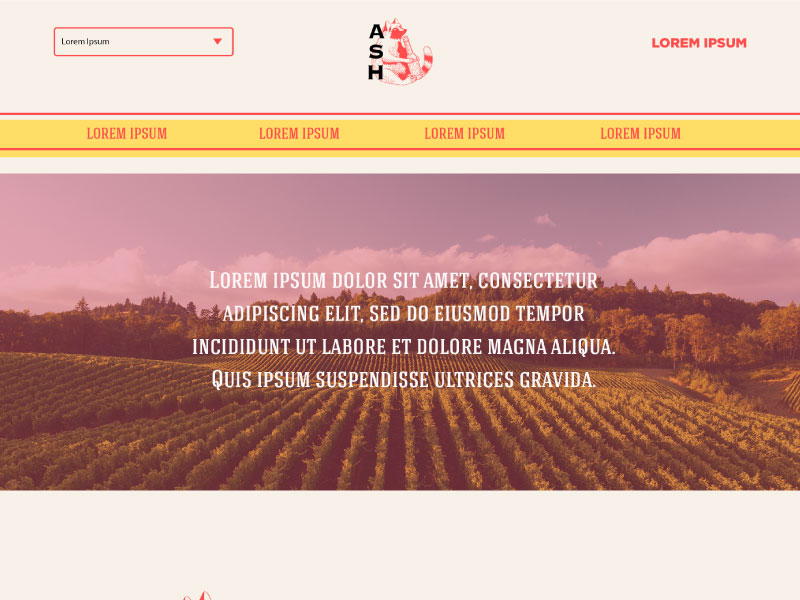 Lorem Ipsum
ASH
LOREM IPSUM
LOREM IPSUM
LOREM IPSUM
LOREM IPSUM
LOREM IPSUM
Lorem ipsum dolor sit amet, consectetur
adipiscing elit, sed do eiusmod tempor
incididunt ut labore et dolore magna aliqua.
Quis ipsum suspendisse ultrices gravida.